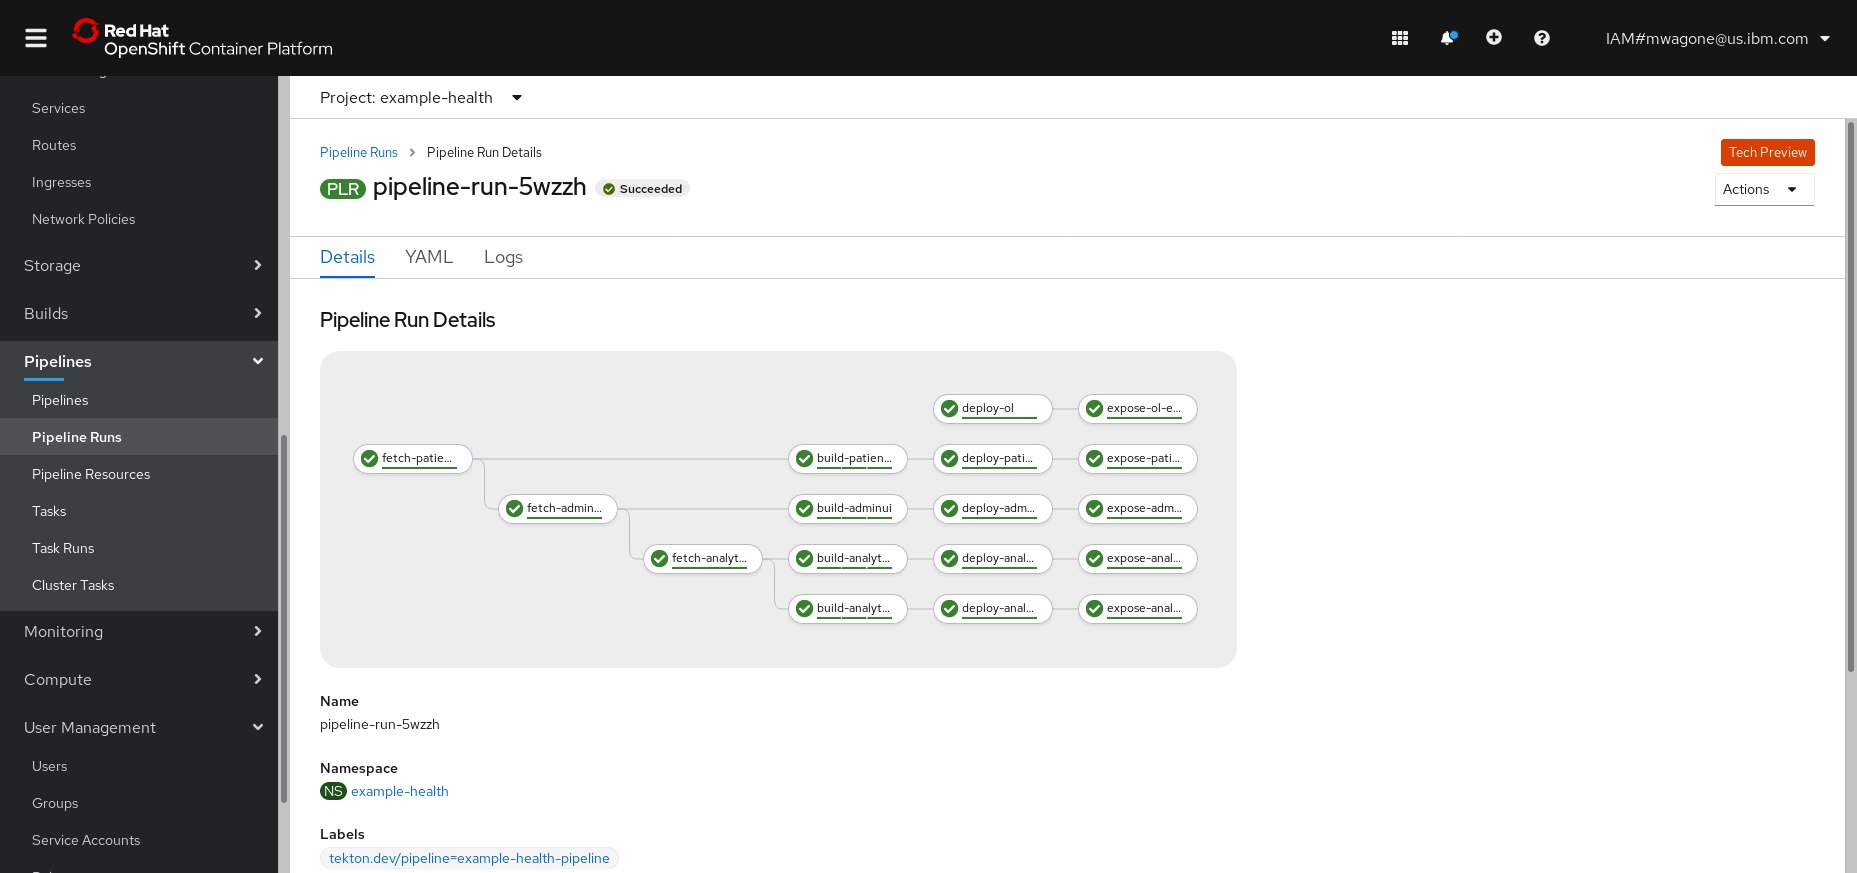 Red Hat
OpenShift Container Platform
IAM#mwagone@us.ibm.com
Services
Routes
Ingresses
Network Policies
Storage
Builds
Pipelines
Pipelines
Pipeline Runs
Pipeline Resources
Tasks
Task Runs
Cluster Tasks
Monitoring
Compute
User Management
Users
Groups
Service Accounts
Project: example-health
Pipeline Runs > Pipeline Run Details
Tech Preview
PLR pipeline-run-5wzzh Succeeded
Actions
Details YAML Logs
Pipeline Run Details
deploy-ol expose-ol-e...
fetch-patie... build-patien... deploy-pati... expose-pati...
fetch-admin... build-adminui deploy-adm... expose-adm...
fetch-analyt... build-analyt... deploy-anal... expose-anal...
build-analyt... deploy-anal... expose-anal...
Name
pipeline-run-5wzzh
Namespace
NS example-health
Labels
tekton.dev/pipeline=example-health-pipeline